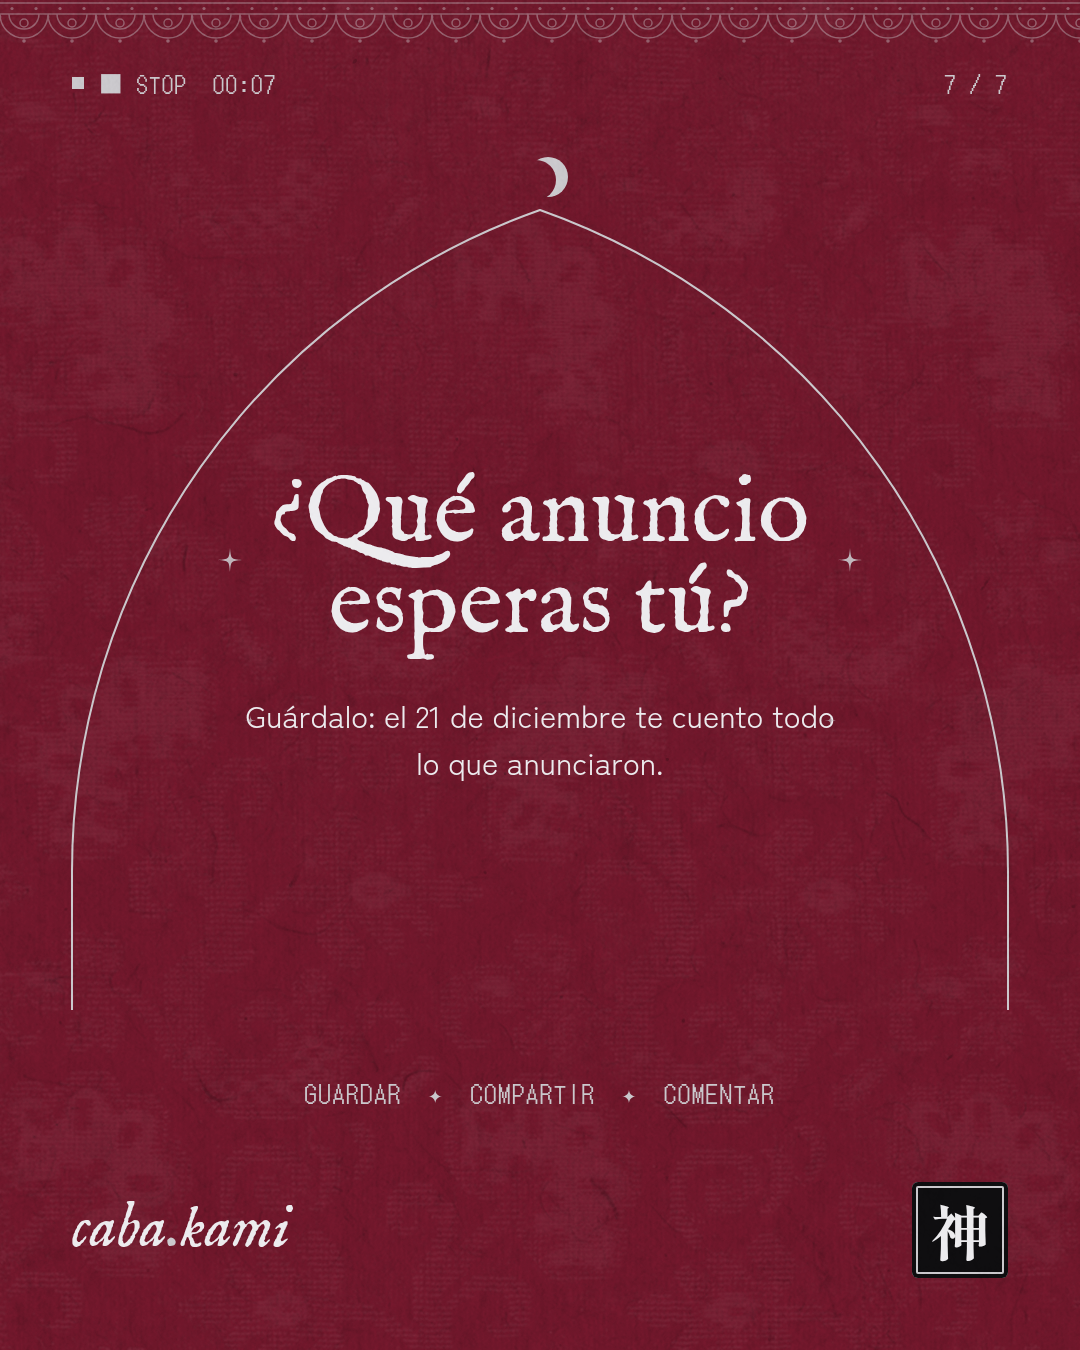 STOP 00:07
7 / 7
¿Qué anuncio
esperas tú?
Guárdalo: el 21 de diciembre te cuento todo
lo que anunciaron.
GUARDAR ✦ COMPARTIR ✦ COMENTAR
caba.kami
神